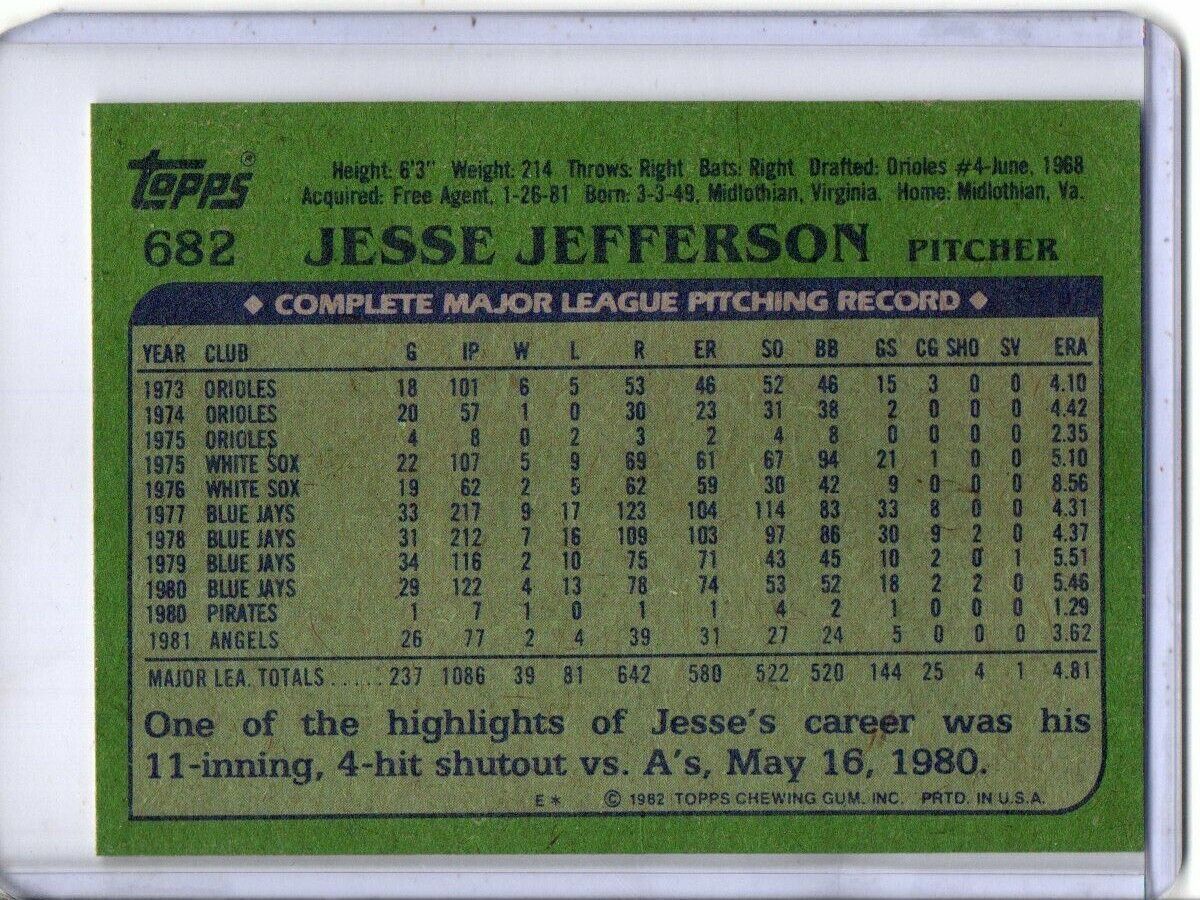 TOPPS®
Height: 6'3" Weight: 214 Throws: Right Bats: Right Drafted: Orioles #4-June, 1968
Acquired: Free Agent, 1-26-81 Born: 3-3-49, Midlothian, Virginia. Home: Midlothian, Va.
682 JESSE JEFFERSON PITCHER
◆ COMPLETE MAJOR LEAGUE PITCHING RECORD ◆
YEAR CLUB G IP W L R ER SO BB GS CG SHO SV ERA
1973 ORIOLES 18 101 6 5 53 46 52 46 15 3 0 0 4.10
1974 ORIOLES 20 57 1 0 30 23 31 38 2 0 0 0 4.42
1975 ORIOLES 4 8 0 2 3 2 4 8 0 0 0 0 2.35
1975 WHITE SOX 22 107 5 9 69 61 67 94 21 1 0 0 5.10
1976 WHITE SOX 19 62 2 5 62 59 30 42 9 0 0 0 8.56
1977 BLUE JAYS 33 217 9 17 123 104 114 83 33 8 0 0 4.31
1978 BLUE JAYS 31 212 7 16 109 103 97 86 30 9 2 0 4.37
1979 BLUE JAYS 34 116 2 10 75 71 43 45 10 2 0 1 5.51
1980 BLUE JAYS 29 122 4 13 78 74 53 52 18 2 2 0 5.46
1980 PIRATES 1 7 1 0 1 1 4 2 1 0 0 0 1.29
1981 ANGELS 26 77 2 4 39 31 27 24 5 0 0 0 3.62
MAJOR LEA. TOTALS ...... 237 1086 39 81 642 580 522 520 144 25 4 1 4.81
One of the highlights of Jesse's career was his
11-inning, 4-hit shutout vs. A's, May 16, 1980.
E* © 1982 TOPPS CHEWING GUM. INC. PRTD. IN U.S.A.